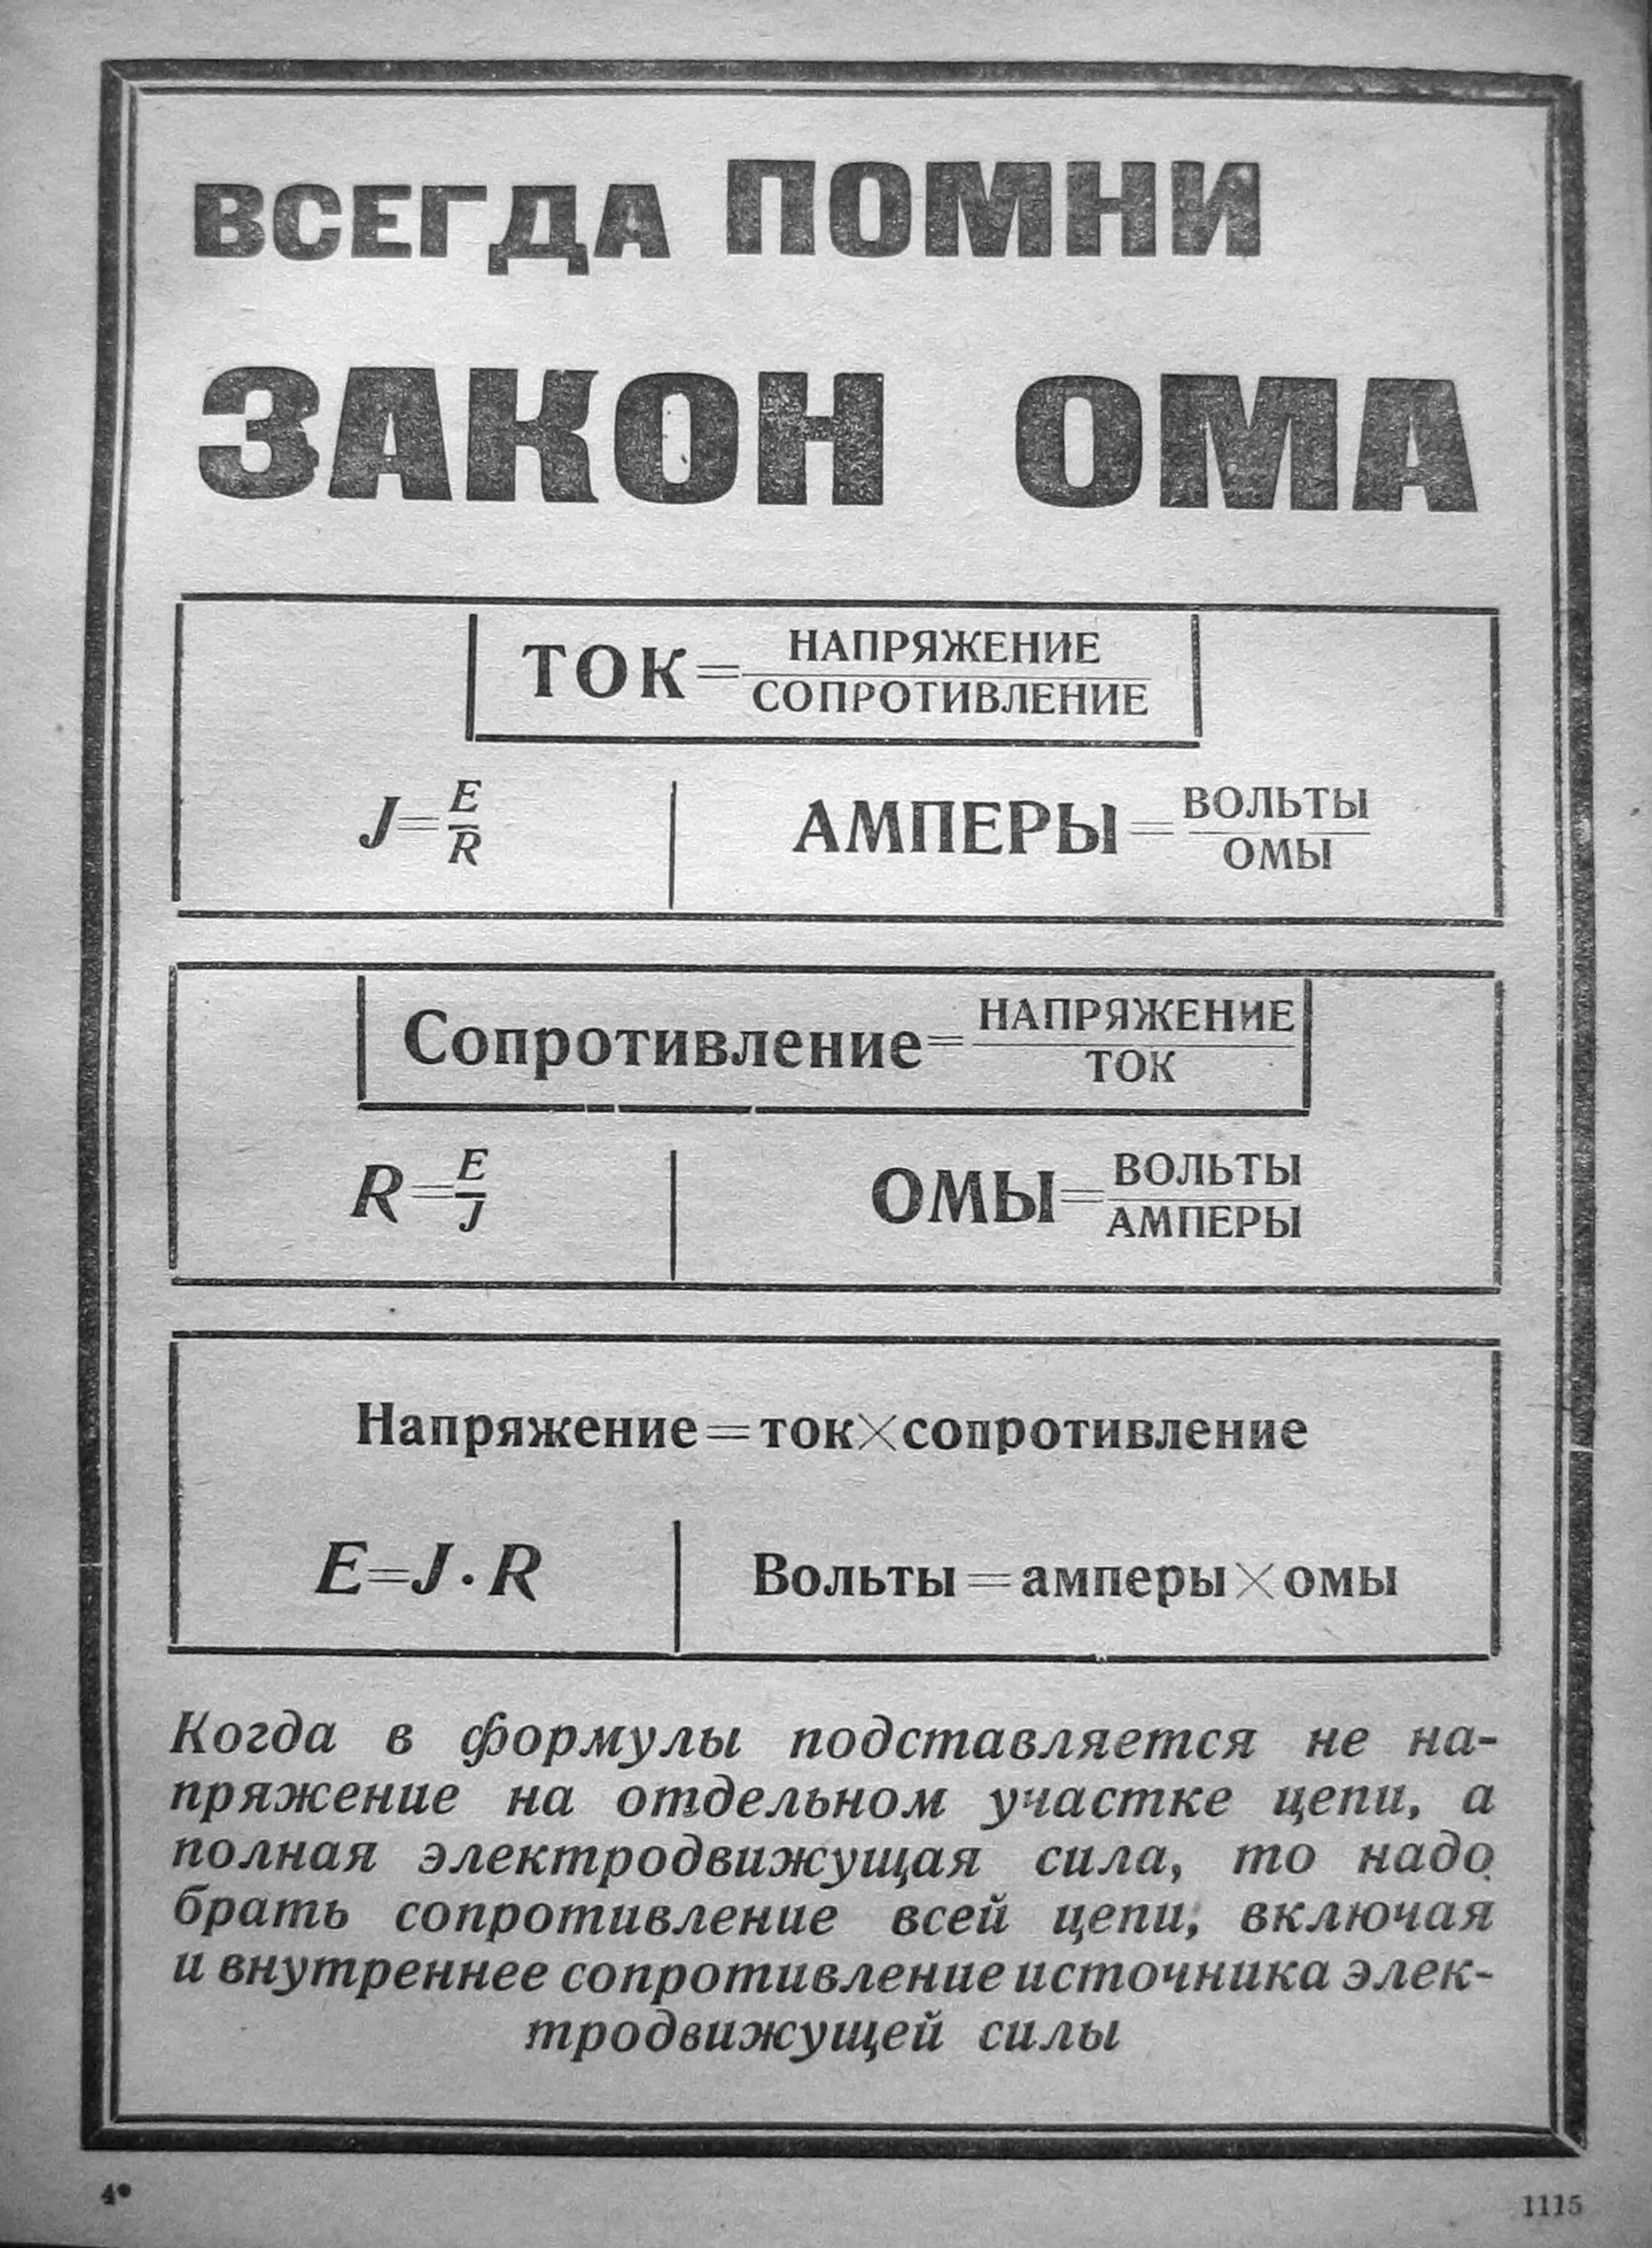 ВСЕГДА ПОМНИ
ЗАКОН ОМА
ТОК=НАПРЯЖЕНИЕ/СОПРОТИВЛЕНИЕ
J=E/R
АМПЕРЫ=ВОЛЬТЫ/ОМЫ
Сопротивление=НАПРЯЖЕНИЕ/ТОК
R=E/J
ОМЫ=ВОЛЬТЫ/АМПЕРЫ
Напряжение=ток×сопротивление
E=J·R
Вольты=амперы×омы
Когда в формулы подставляется не на-
пряжение на отдельном участке цепи, а
полная электродвижущая сила, то надо
брать сопротивление всей цепи, включая
и внутреннее сопротивление источника элек-
тродвижущей силы
4*
1115